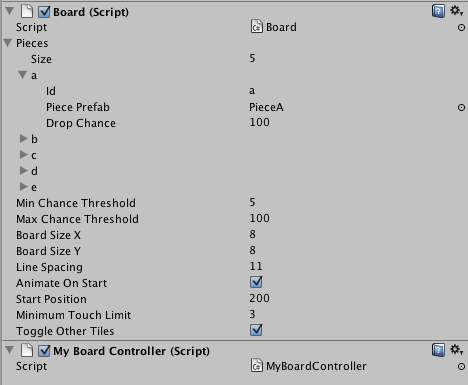 Board (Script)
Script Board
Pieces
Size 5
a
Id a
Piece Prefab PieceA
Drop Chance 100
b
c
d
e
Min Chance Threshold 5
Max Chance Threshold 100
Board Size X 8
Board Size Y 8
Line Spacing 11
Animate On Start
Start Position 200
Minimum Touch Limit 3
Toggle Other Tiles
My Board Controller (Script)
Script MyBoardController